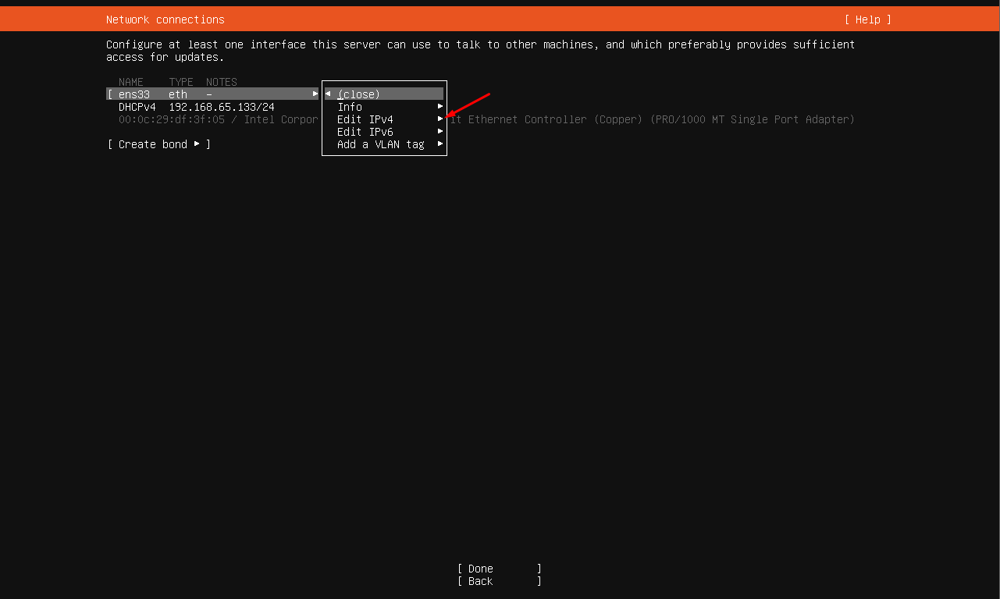 Network connections [ Help ]
Configure at least one interface this server can use to talk to other machines, and which preferably provides sufficient
access for updates.
NAME TYPE NOTES
[ ens33 eth – ▸
DHCPv4 192.168.65.133/24
00:0c:29:df:3f:05 / Intel Corpor
◂ (close)
Info ▸
Edit IPv4 ▸
Edit IPv6 ▸
Add a VLAN tag ▸
it Ethernet Controller (Copper) (PRO/1000 MT Single Port Adapter)
[ Create bond ▸ ]
[ Done ]
[ Back ]